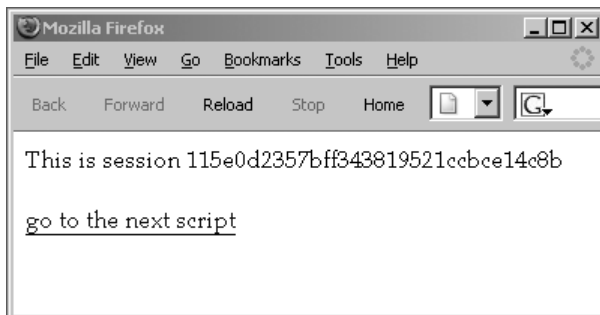 Mozilla Firefox
File Edit View Go Bookmarks Tools Help
Back Forward Reload Stop Home G
This is session 115e0d2357bff343819521ccbce14c8b
go to the next script